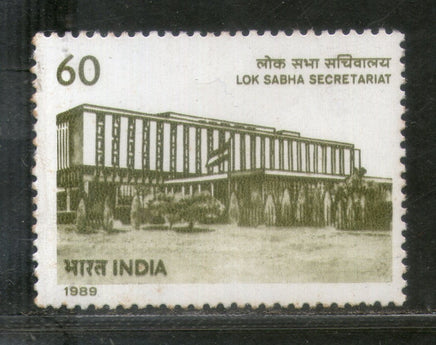 60
लोक सभा सचिवालय
LOK SABHA SECRETARIAT
भारत INDIA
1989